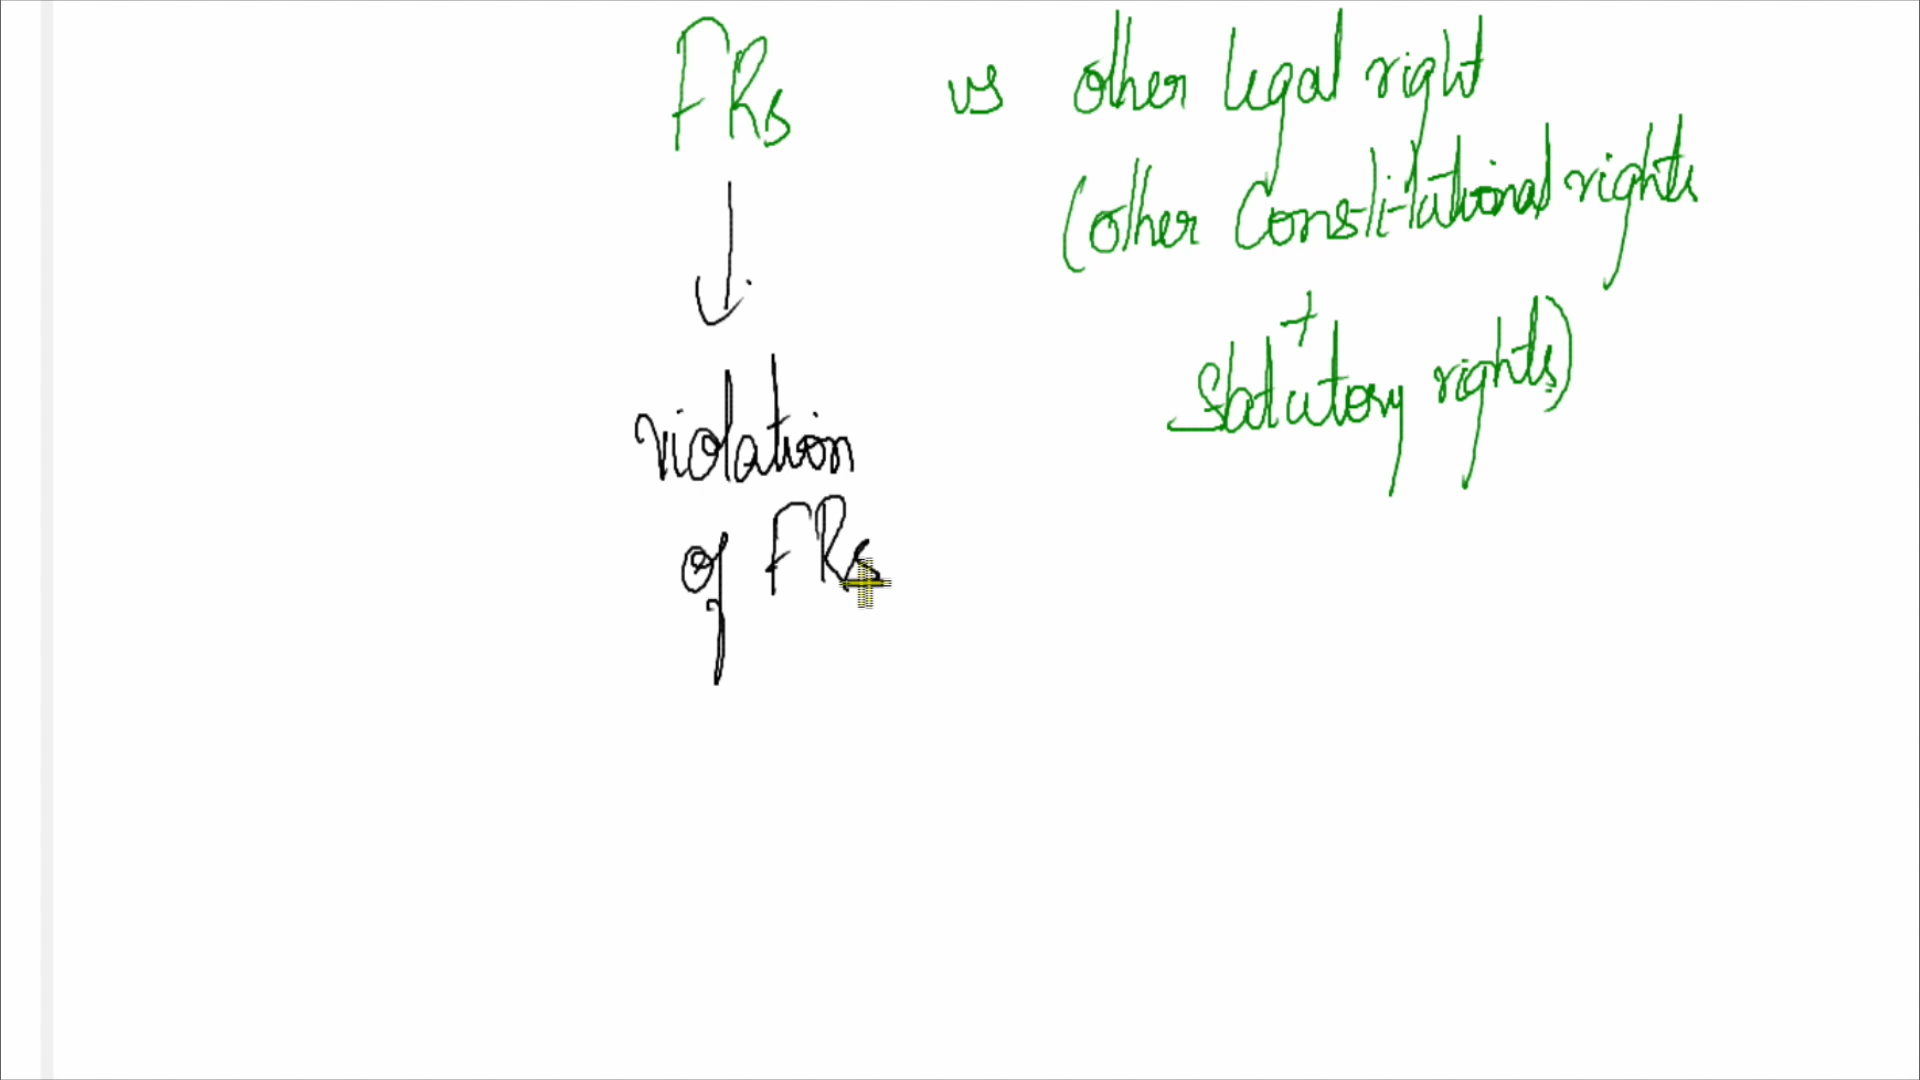 FRs vs other legal right
(other Constitutional rights
+
Statutory rights)
violation
of FRs